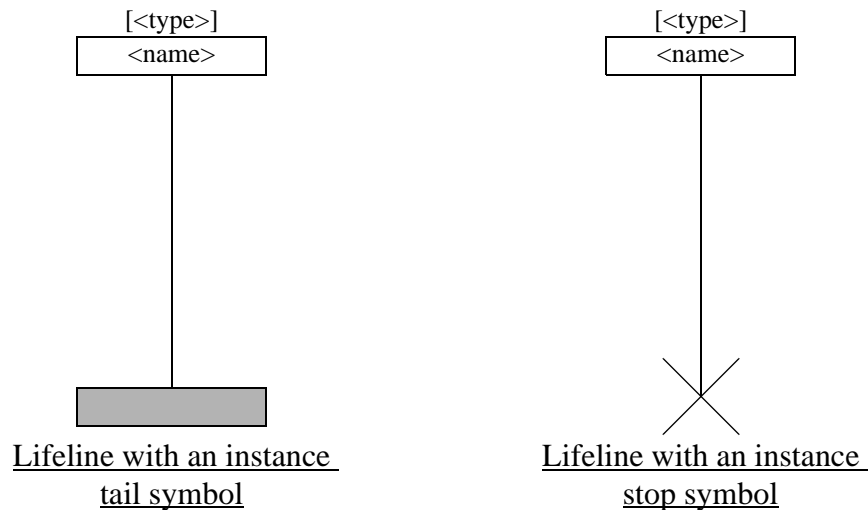 [<type>]
<name>
Lifeline with an instance
tail symbol
[<type>]
<name>
Lifeline with an instance
stop symbol